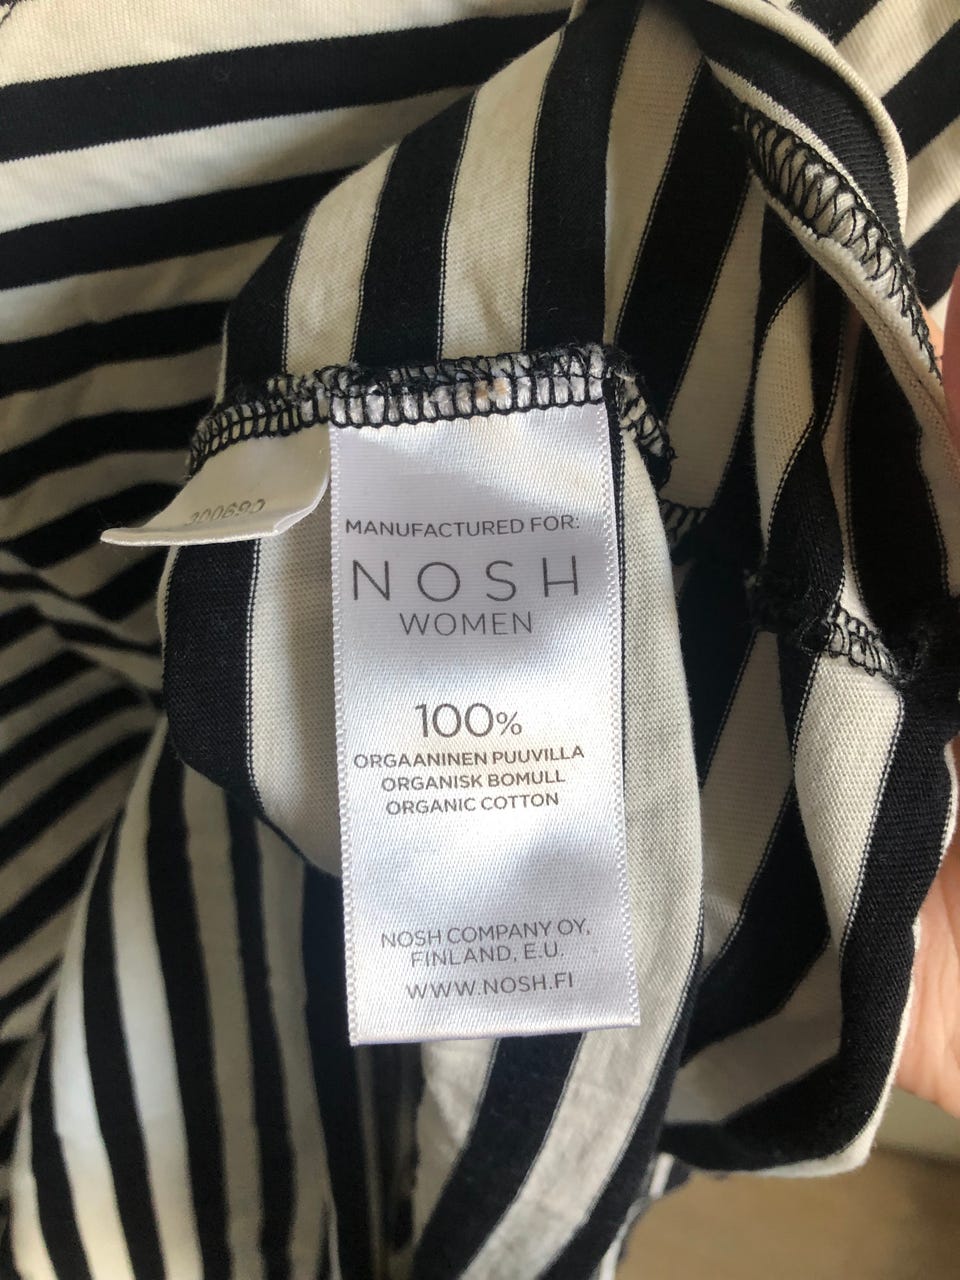 MANUFACTURED FOR:
NOSH
WOMEN
100%
ORGAANINEN PUUVILLA
ORGANISK BOMULL
ORGANIC COTTON
NOSH COMPANY OY,
FINLAND, E.U.
WWW.NOSH.FI